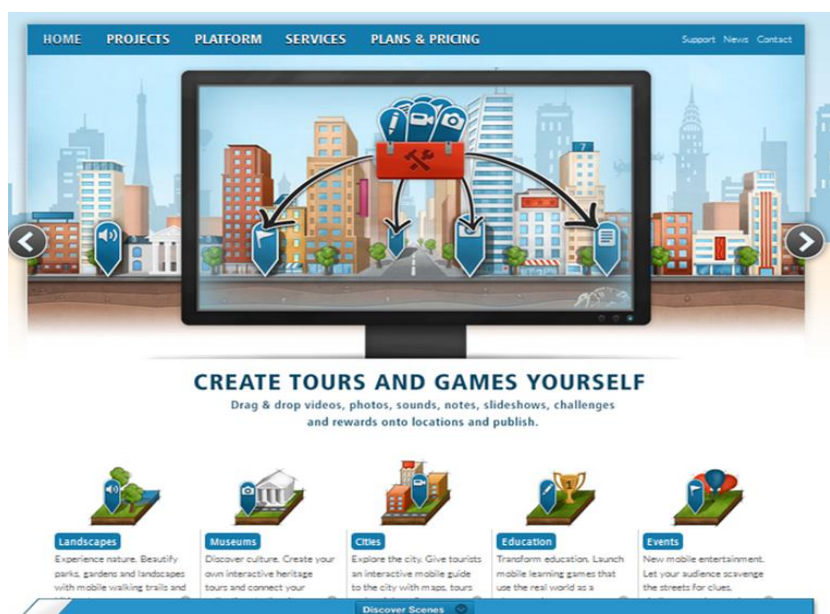 HOME PROJECTS PLATFORM SERVICES PLANS & PRICING Support News Contact
7
CREATE TOURS AND GAMES YOURSELF
Drag & drop videos, photos, sounds, notes, slideshows, challenges
and rewards onto locations and publish.
1
Landscapes
Experience nature. Beautify
parks, gardens and landscapes
with mobile walking trails and
Museums
Discover culture. Create your
own interactive heritage
tours and connect your
Cities
Explore the city. Give tourists
an interactive mobile guide
to the city with maps, tours
Education
Transform education. Launch
mobile learning games that
use the real world as a
Events
New mobile entertainment.
Let your audience scavenge
the streets for clues.
Discover Scenes